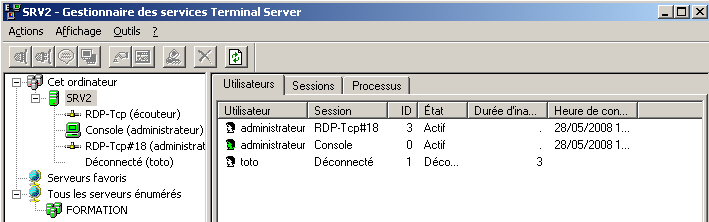 SRV2 - Gestionnaire des services Terminal Server
Actions Affichage Outils ?
Cet ordinateur
SRV2
RDP-Tcp (écouteur)
Console (administrateur)
RDP-Tcp#18 (administrat
Déconnecté (toto)
Serveurs favoris
Tous les serveurs énumérés
FORMATION
Utilisateurs Sessions Processus
Utilisateur Session ID État Durée d'ina... Heure de con...
administrateur RDP-Tcp#18 3 Actif . 28/05/2008 1...
administrateur Console 0 Actif . 28/05/2008 1...
toto Déconnecté 1 Déco... 3